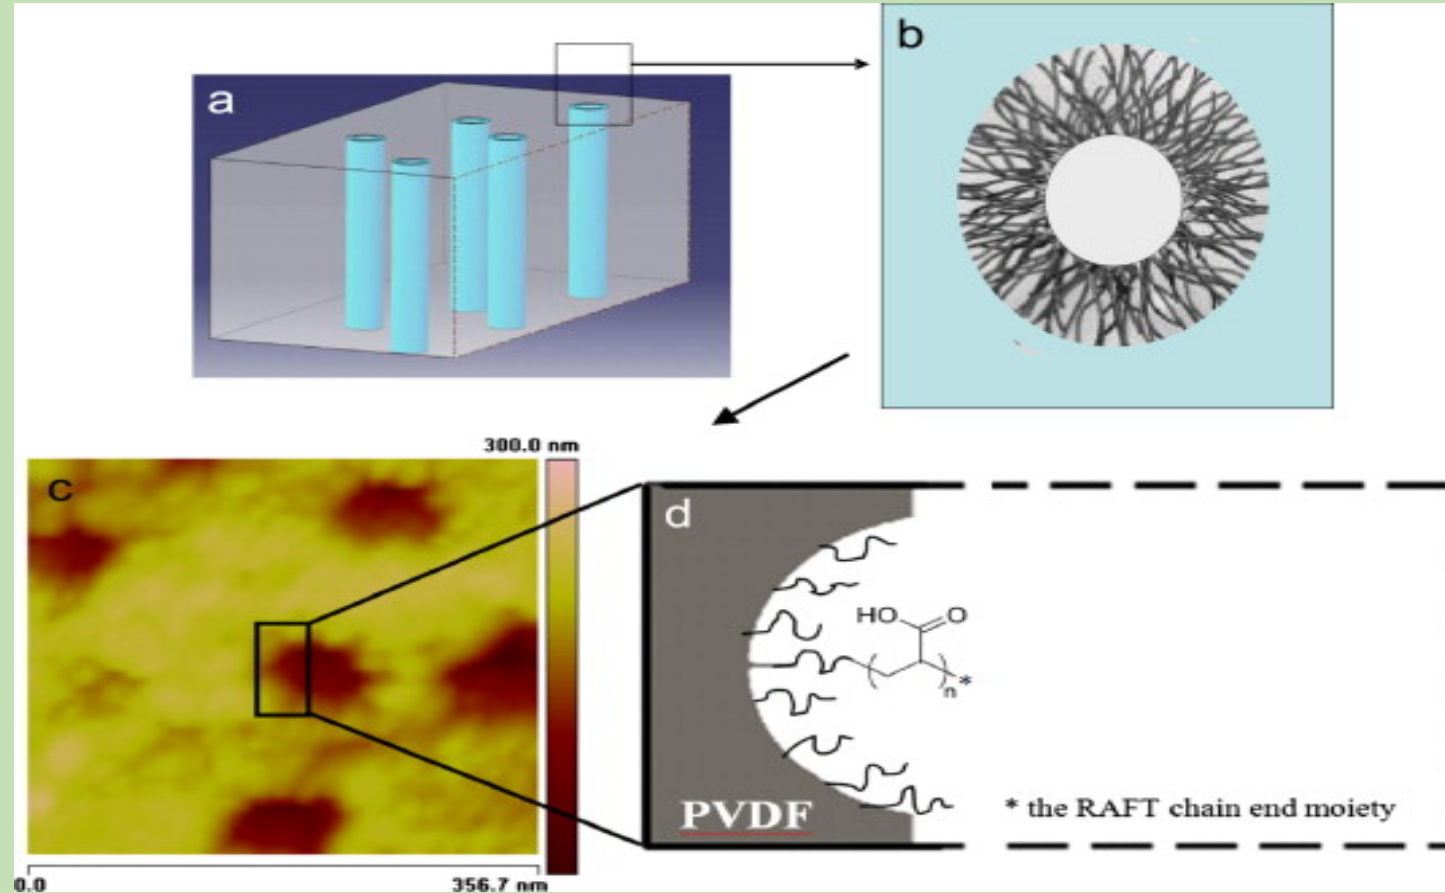 a
b
300.0 nm
c
d
HO
O
n
*
PVDF
* the RAFT chain end moiety
0.0
356.7 nm